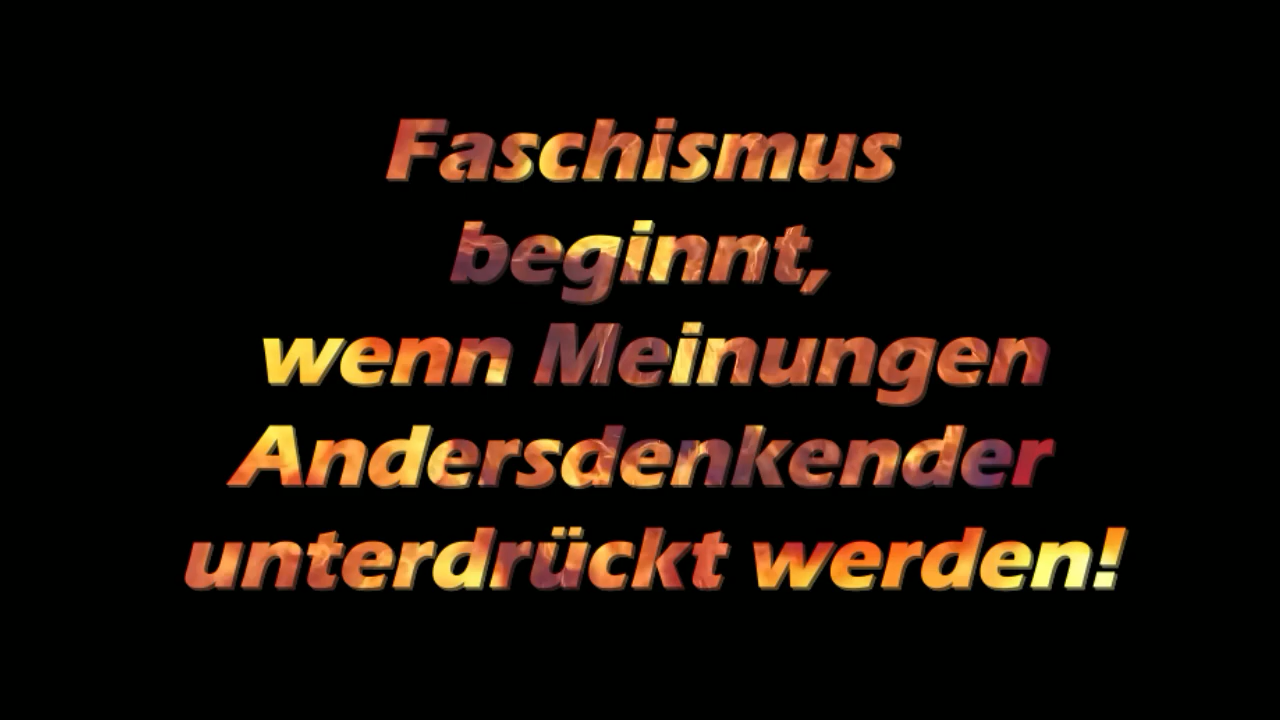 Faschismus
beginnt,
wenn Meinungen
Andersdenkender
unterdrückt werden!